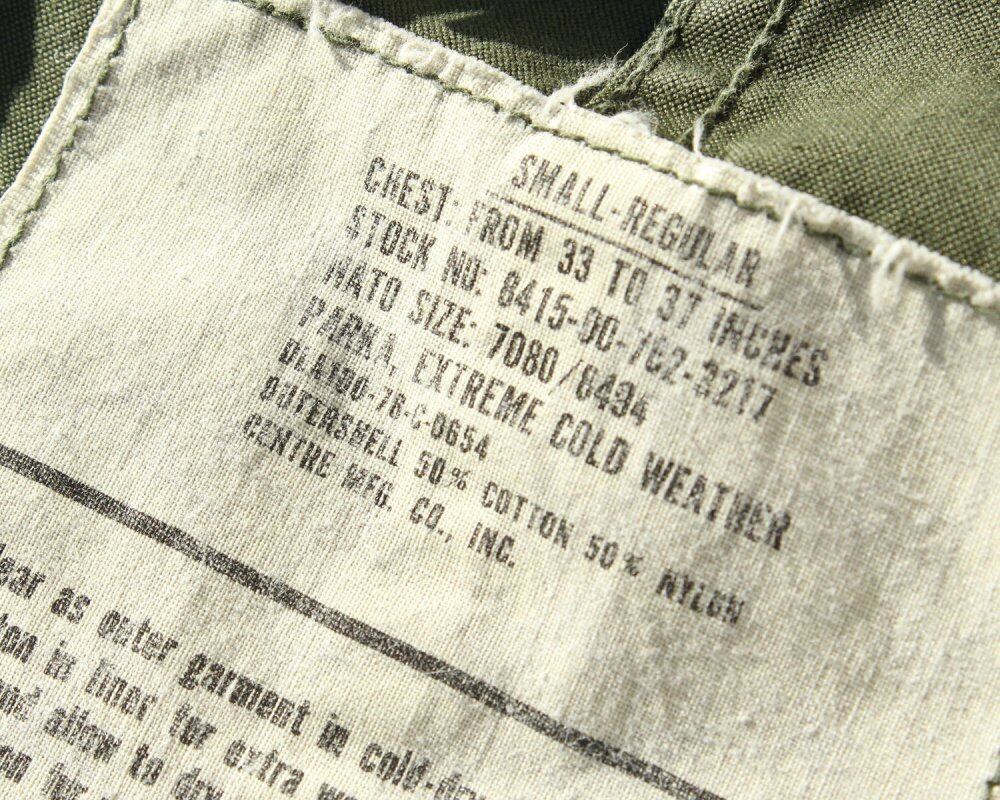 SMALL-REGULAR
CHEST: FROM 33 TO 37 INCHES
STOCK NO: 8415-00-782-3217
NATO SIZE: 7080/8494
PARKA, EXTREME COLD WEATHER
DLA100-78-C-0654
OUTERSHELL 50% COTTON 50% NYLON
CENTRE MFG. CO., INC.
as outer garment in
in liner for extra
allow to dry